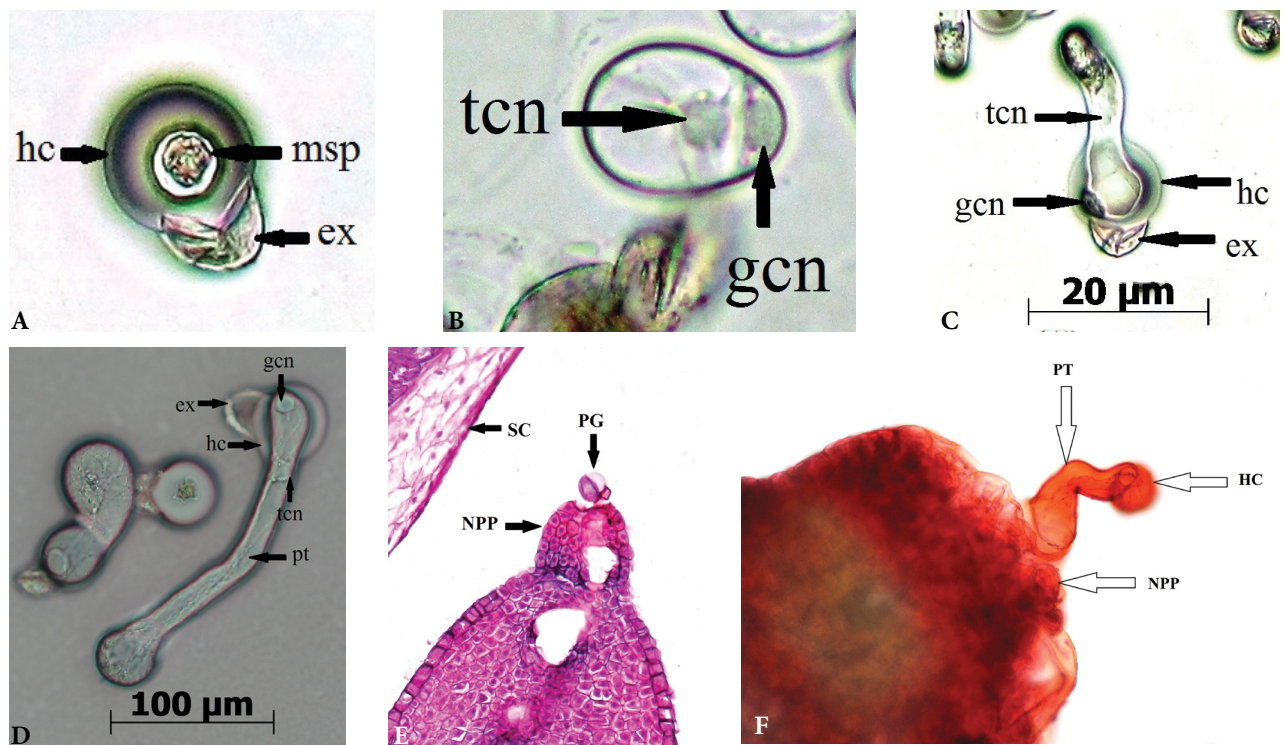 hc
msp
ex
A
tcn
gcn
B
tcn
hc
gcn
ex
20 µm
C
gcn
ex
hc
tcn
pt
100 µm
D
SC
PG
NPP
E
PT
HC
NPP
F